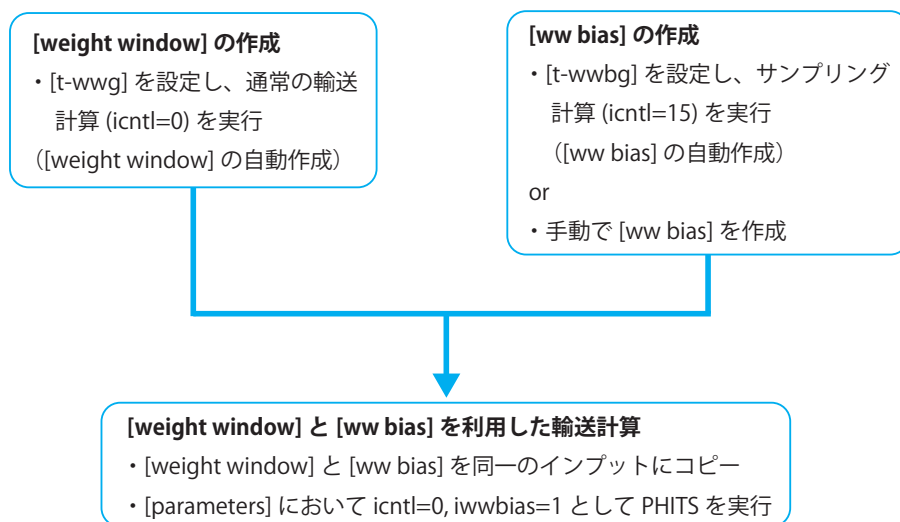 [weight window] の作成
・[t-wwg] を設定し、通常の輸送
計算 (icntl=0) を実行
（[weight window] の自動作成）
[ww bias] の作成
・[t-wwbg] を設定し、サンプリング
計算 (icntl=15) を実行
（[ww bias] の自動作成）
or
・手動で [ww bias] を作成
[weight window] と [ww bias] を利用した輸送計算
・[weight window] と [ww bias] を同一のインプットにコピー
・[parameters] において icntl=0, iwwbias=1 として PHITS を実行